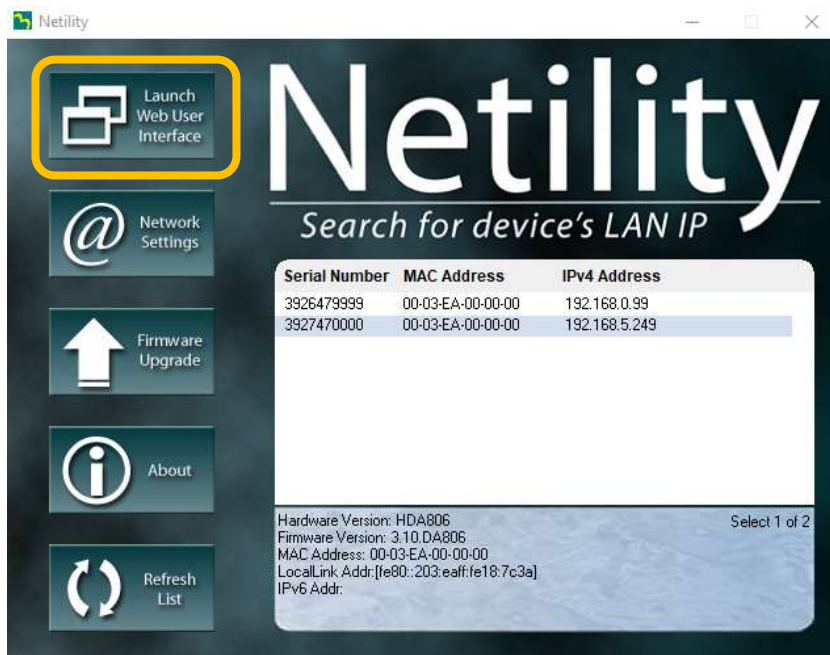 Netility
Launch
Web User
Interface
Network
Settings
Firmware
Upgrade
About
Refresh
List
Netility
Search for device's LAN IP
Serial Number MAC Address IPv4 Address
3926479999 00-03-EA-00-00-00 192.168.0.99
3927470000 00-03-EA-00-00-00 192.168.5.249
Hardware Version: HDA806
Select 1 of 2
Firmware Version: 3.10.DA806
MAC Address: 00-03-EA-00-00-00
LocalLink Addr:[fe80::203:eaff:fe18:7c3a]
IPv6 Addr: